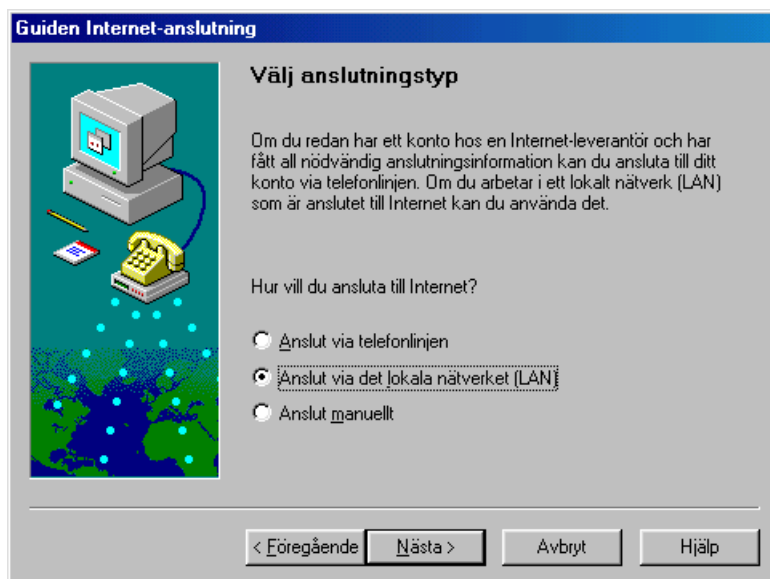 Guiden Internet-anslutning
Välj anslutningstyp
Om du redan har ett konto hos en Internet-leverantör och har
fått all nödvändig anslutningsinformation kan du ansluta till ditt
konto via telefonlinjen. Om du arbetar i ett lokalt nätverk (LAN)
som är anslutet till Internet kan du använda det.
Hur vill du ansluta till Internet?
Anslut via telefonlinjen
Anslut via det lokala nätverket (LAN)
Anslut manuellt
< Föregående
Nästa >
Avbryt
Hjälp